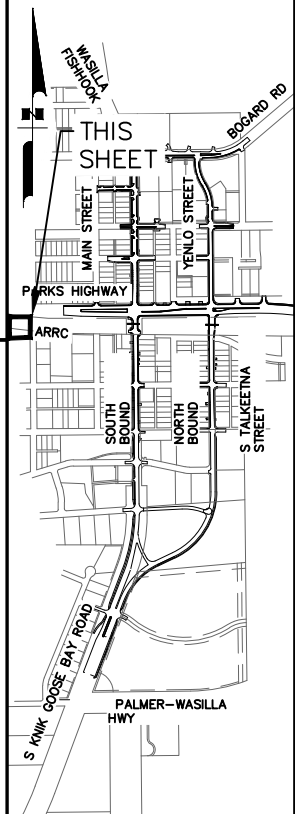 WASILLA
FISHHOOK
N
THIS
SHEET
BOGARD RD
MAIN STREET
YENLO STREET
PARKS HIGHWAY
ARRC
SOUTH
BOUND
NORTH
BOUND
S TALKEETNA
STREET
S KNIK GOOSE BAY ROAD
PALMER-WASILLA
HWY